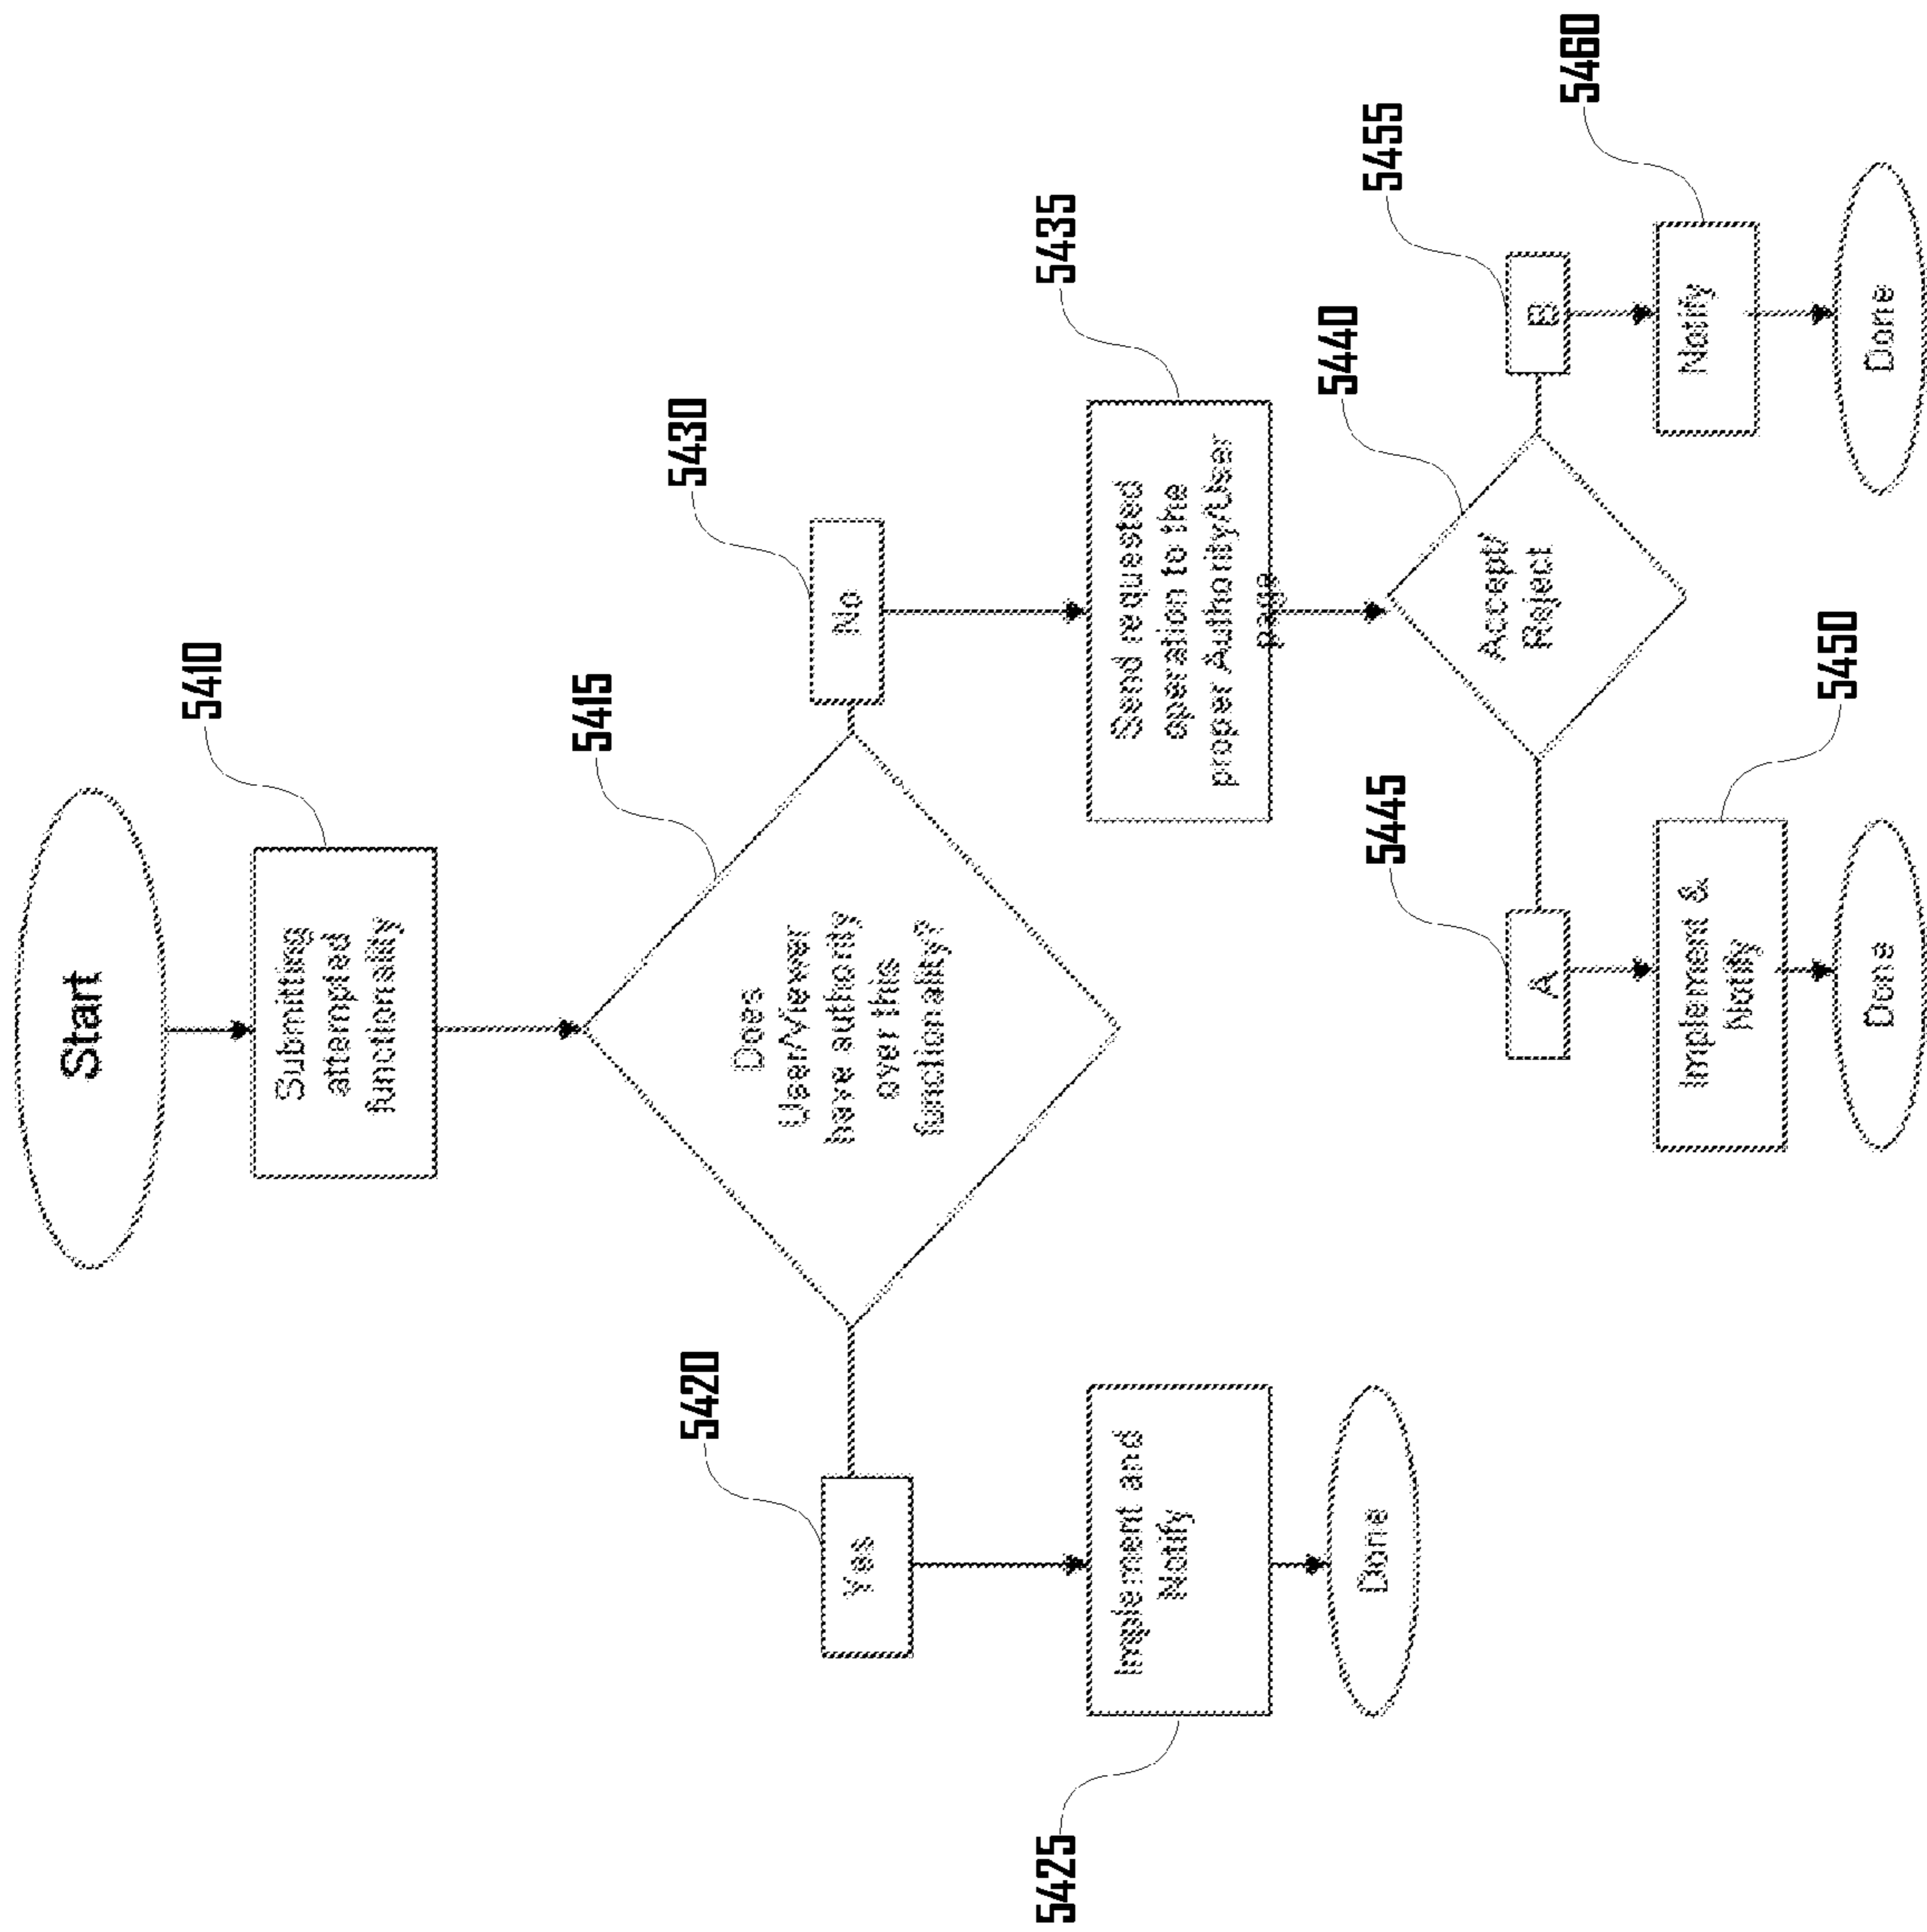 Start
5410
Submitting
attempted
functionality
5415
Does
User/Viewer
have authority
over this
functionality?
5420
Yes
5430
No
5425
Implement and
Notify
Done
5435
Send requested
operation to the
proper Authority/User
page
5440
Accept/
Reject
5445
A
5455
B
5450
Implement &
Notify
5460
Notify
Done
Done